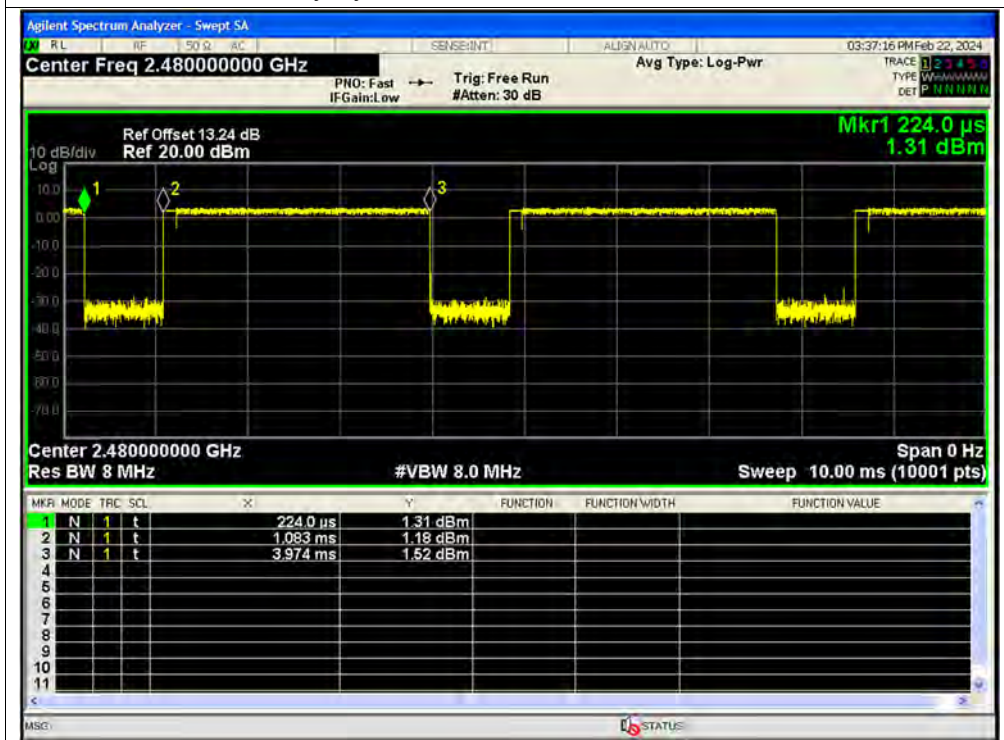 Agilent Spectrum Analyzer - Swept SA
RL RF 50 Ω AC SENSE:INT ALIGN AUTO 03:37:16 PM Feb 22, 2024
Center Freq 2.480000000 GHz
PNO: Fast
IFGain:Low
Trig: Free Run
#Atten: 30 dB
Avg Type: Log-Pwr
TRACE 1 2 3 4 5 6
TYPE
DET P N N N N N
Mkr1 224.0 µs
1.31 dBm
Ref Offset 13.24 dB
10 dB/div Ref 20.00 dBm
Log
10.0
0.00
-10.0
-20.0
-30.0
-40.0
-50.0
-60.0
-70.0
1
2
3
Center 2.480000000 GHz Span 0 Hz
Res BW 8 MHz #VBW 8.0 MHz Sweep 10.00 ms (10001 pts)
MKR MODE TRC SCL X Y FUNCTION FUNCTION WIDTH FUNCTION VALUE
1 N 1 t 224.0 µs 1.31 dBm
2 N 1 t 1.083 ms 1.18 dBm
3 N 1 t 3.974 ms 1.52 dBm
4
5
6
7
8
9
10
11
MSG STATUS